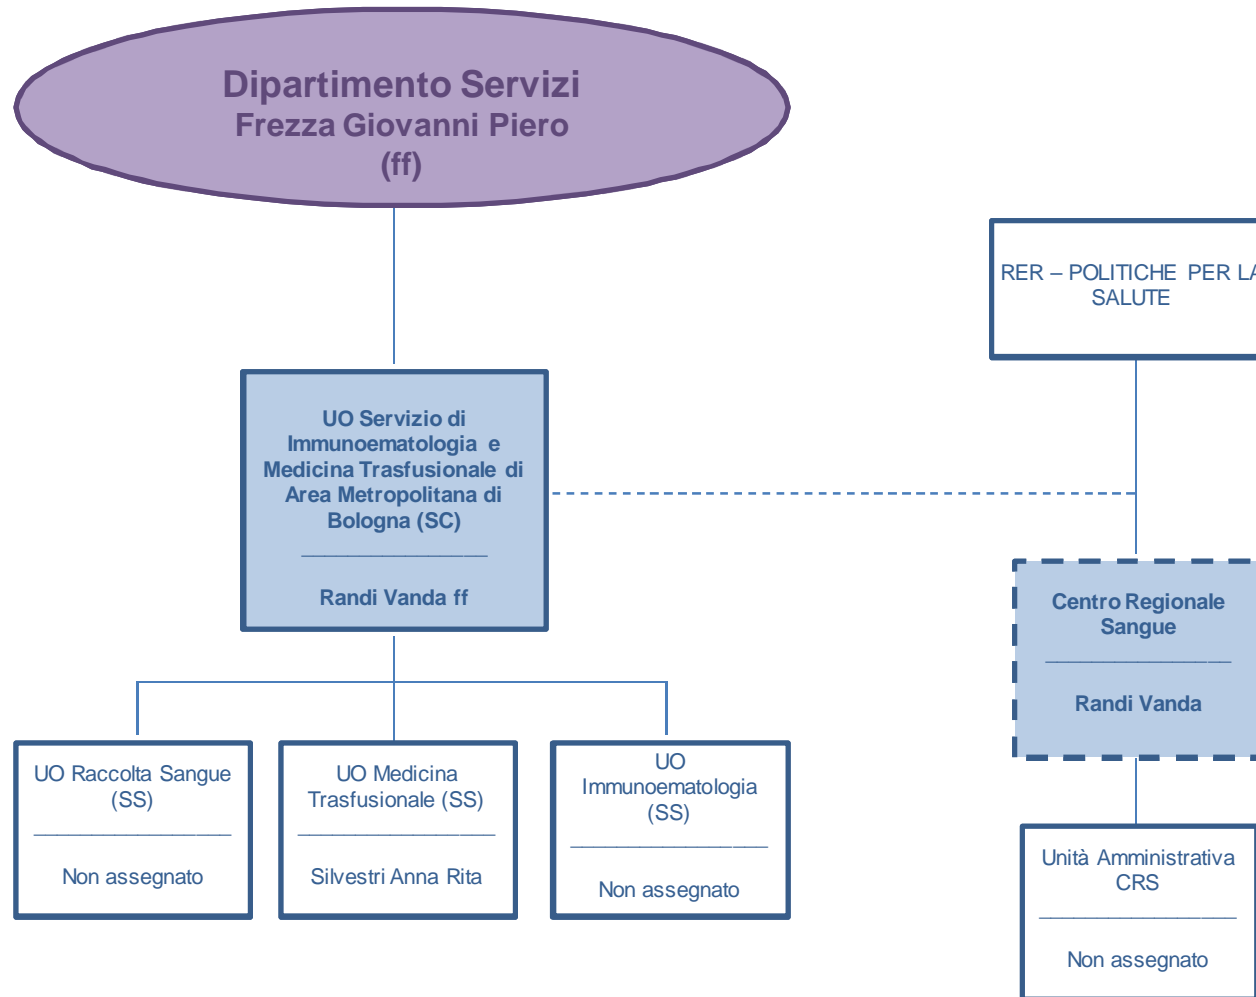 Dipartimento Servizi
Frezza Giovanni Piero
(ff)
RER – POLITICHE PER LA
SALUTE
UO Servizio di
Immunoematologia e
Medicina Trasfusionale di
Area Metropolitana di
Bologna (SC)
Randi Vanda ff
Centro Regionale
Sangue
Randi Vanda
UO Raccolta Sangue
(SS)
Non assegnato
UO Medicina
Trasfusionale (SS)
Silvestri Anna Rita
UO
Immunoematologia
(SS)
Non assegnato
Unità Amministrativa
CRS
Non assegnato